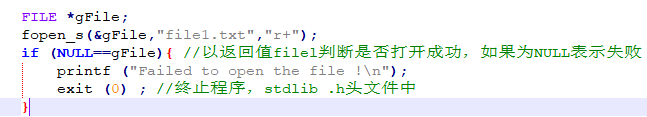 FILE *gFile;
fopen_s(&gFile,"file1.txt","r+");
if (NULL==gFile){ //以返回值file1判断是否打开成功，如果为NULL表示失败
printf ("Failed to open the file !\n");
exit (0) ; //终止程序，stdlib .h头文件中
}